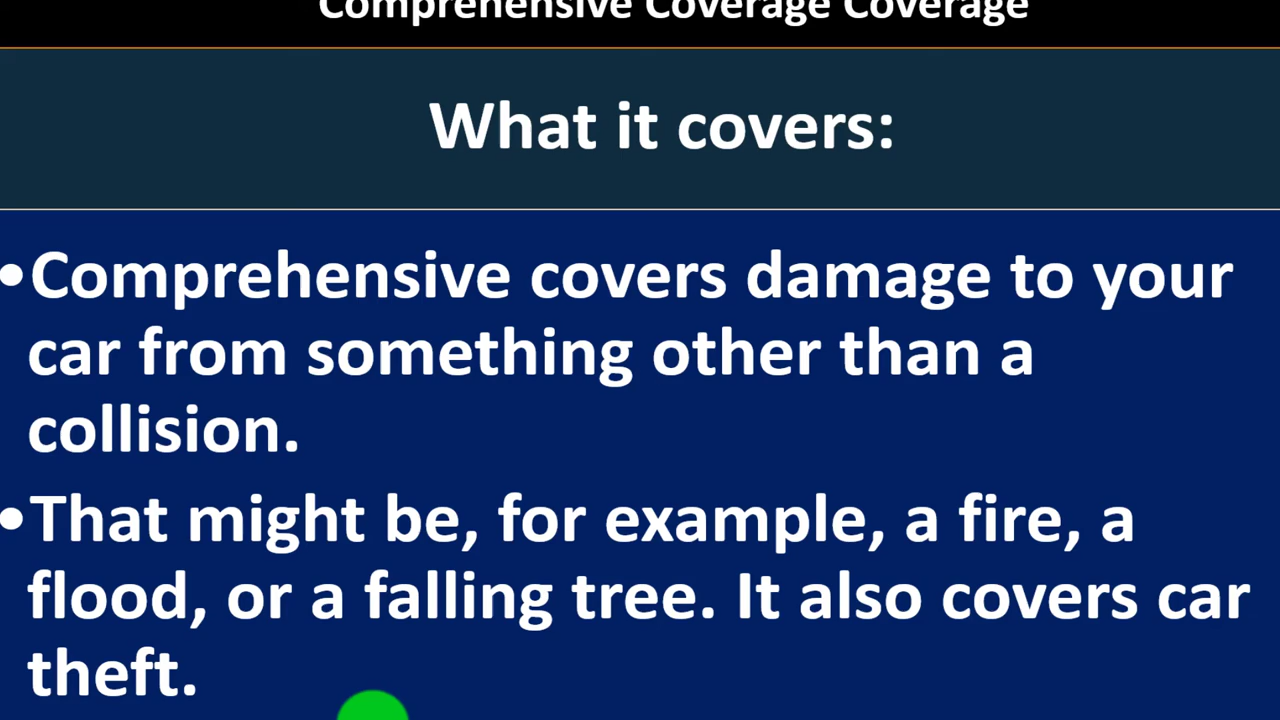 Comprehensive Coverage Coverage
What it covers:
•Comprehensive covers damage to your
car from something other than a
collision.
•That might be, for example, a fire, a
flood, or a falling tree. It also covers car
theft.